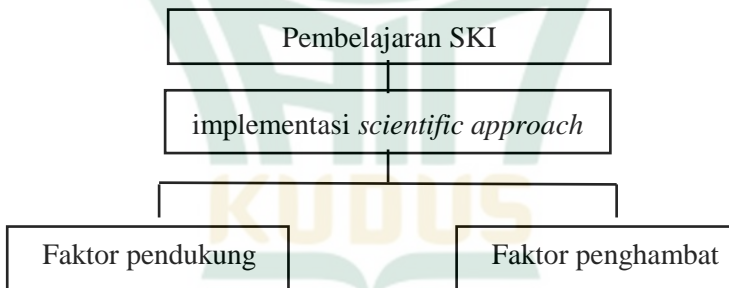 Pembelajaran SKI
implementasi scientific approach
KUDUS
Faktor pendukung
Faktor penghambat